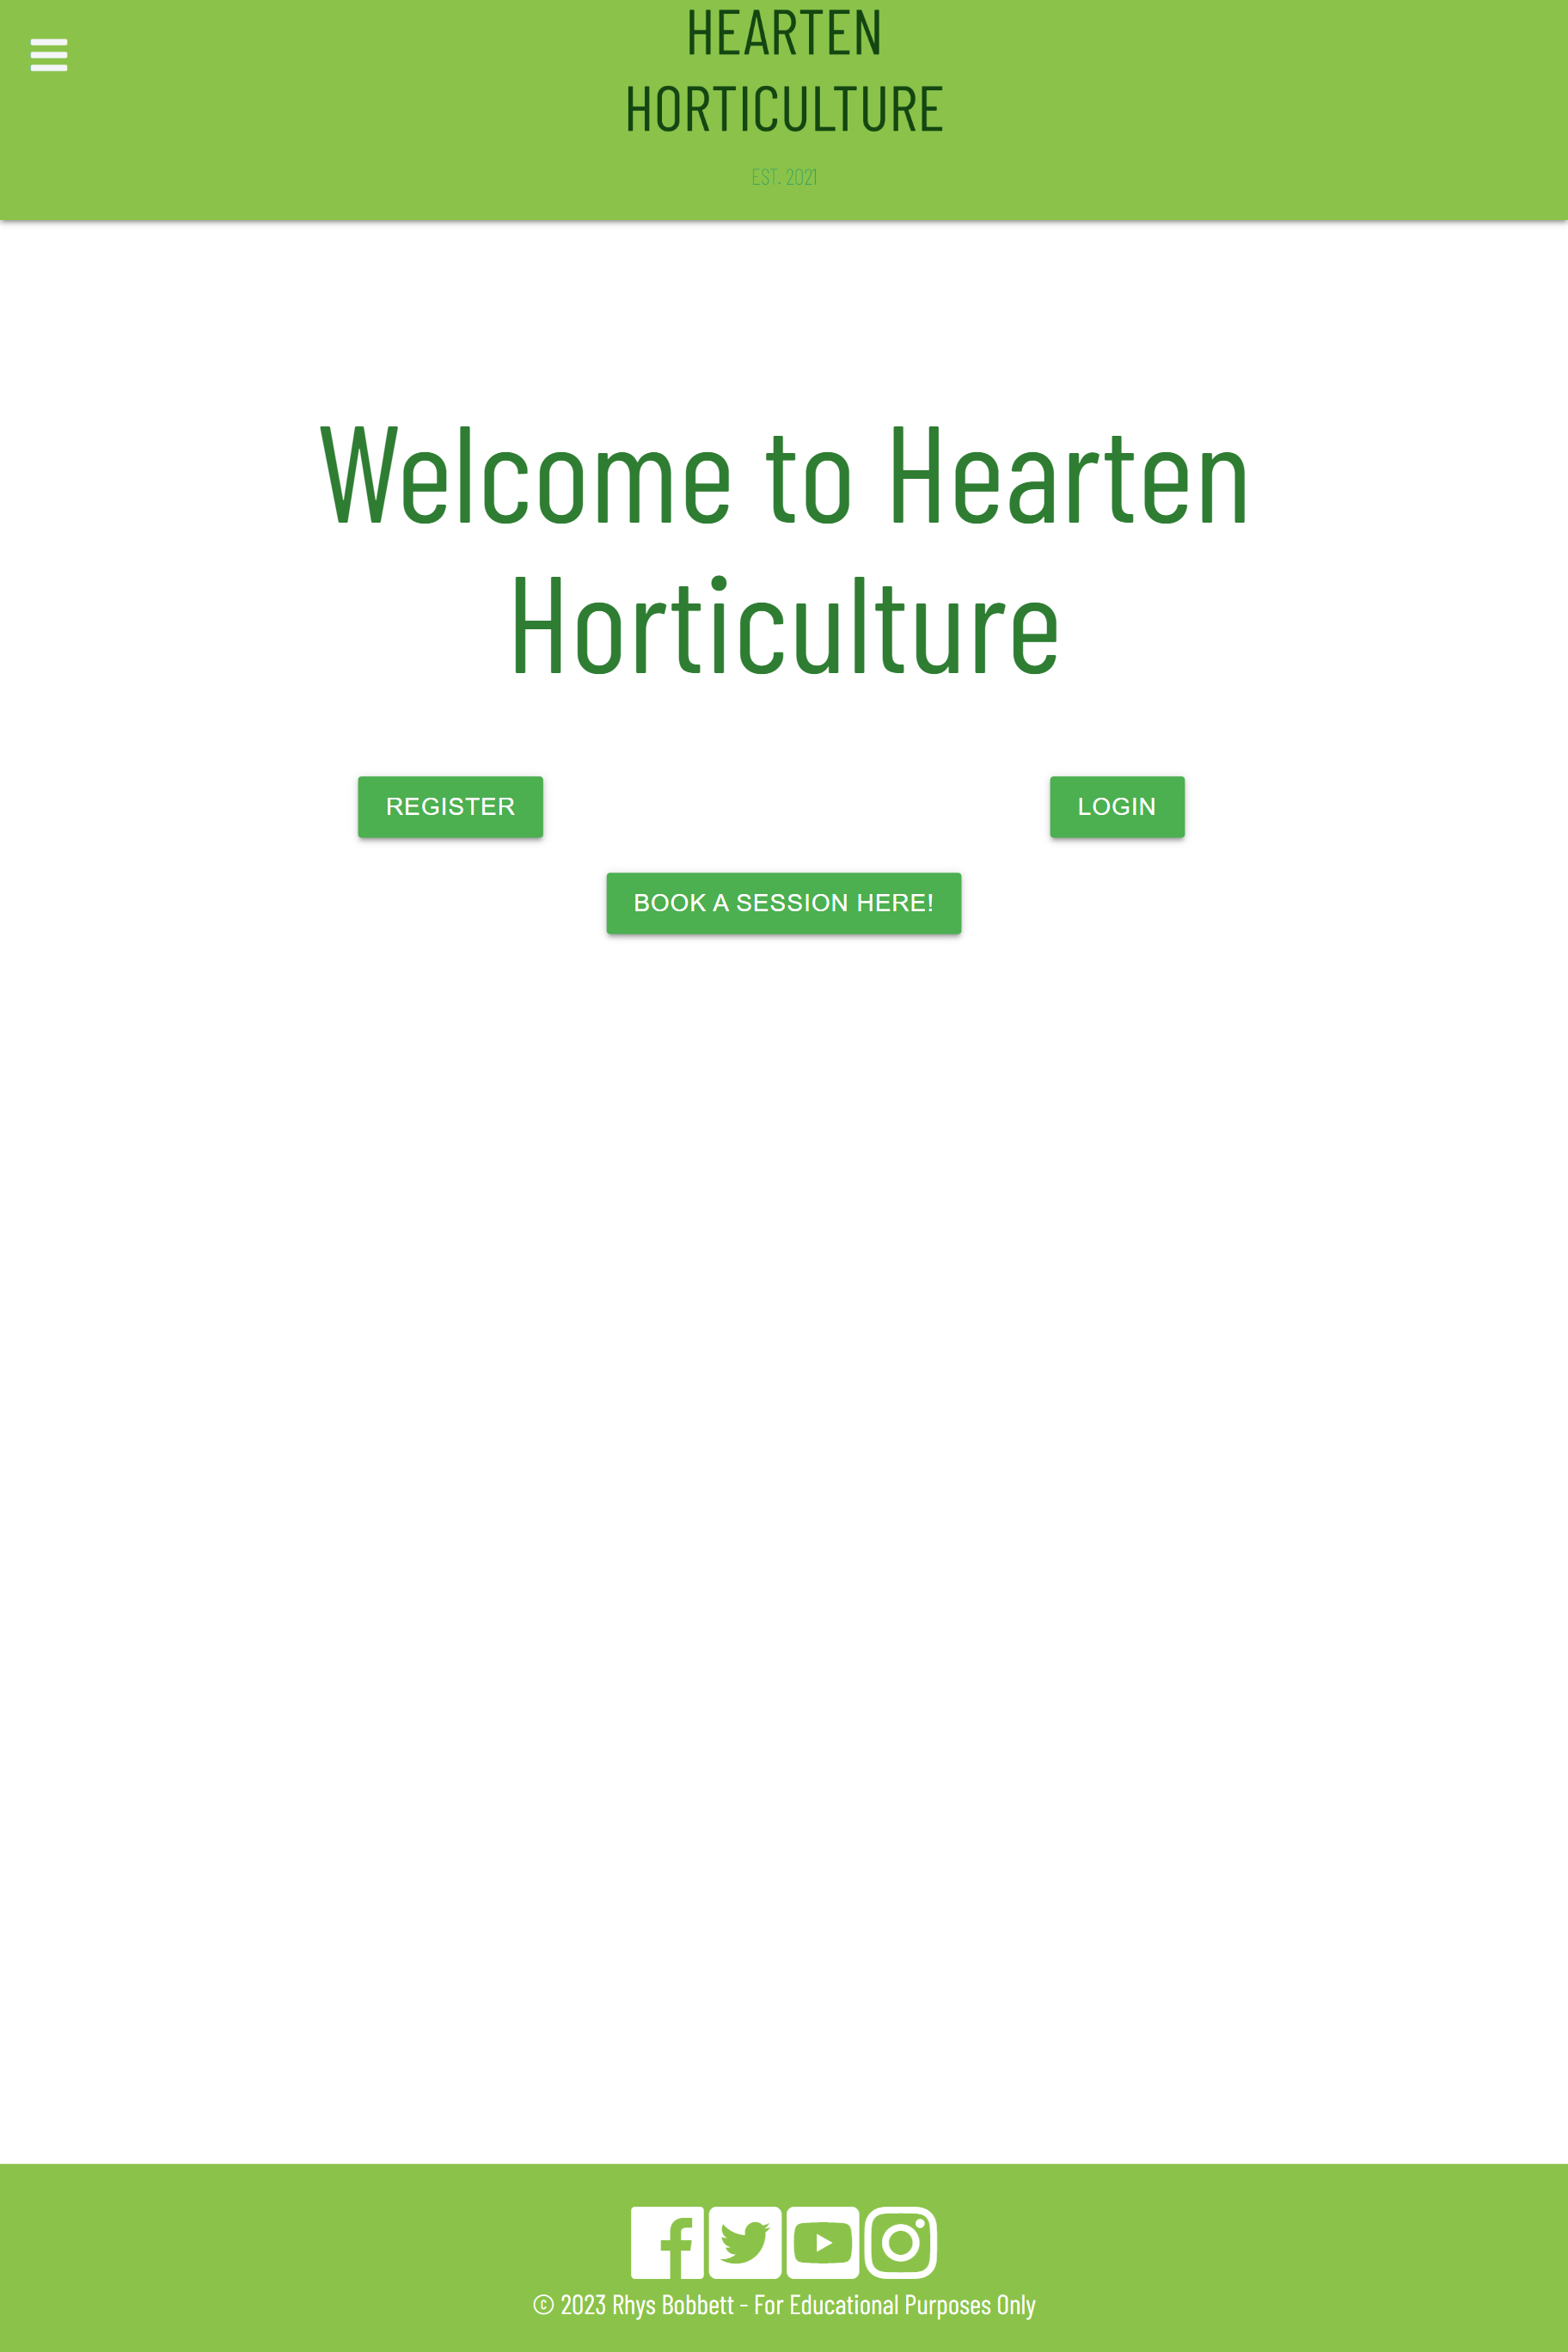 HEARTEN
HORTICULTURE
EST. 2021
Welcome to Hearten
Horticulture
REGISTER
LOGIN
BOOK A SESSION HERE!
© 2023 Rhys Bobbett - For Educational Purposes Only